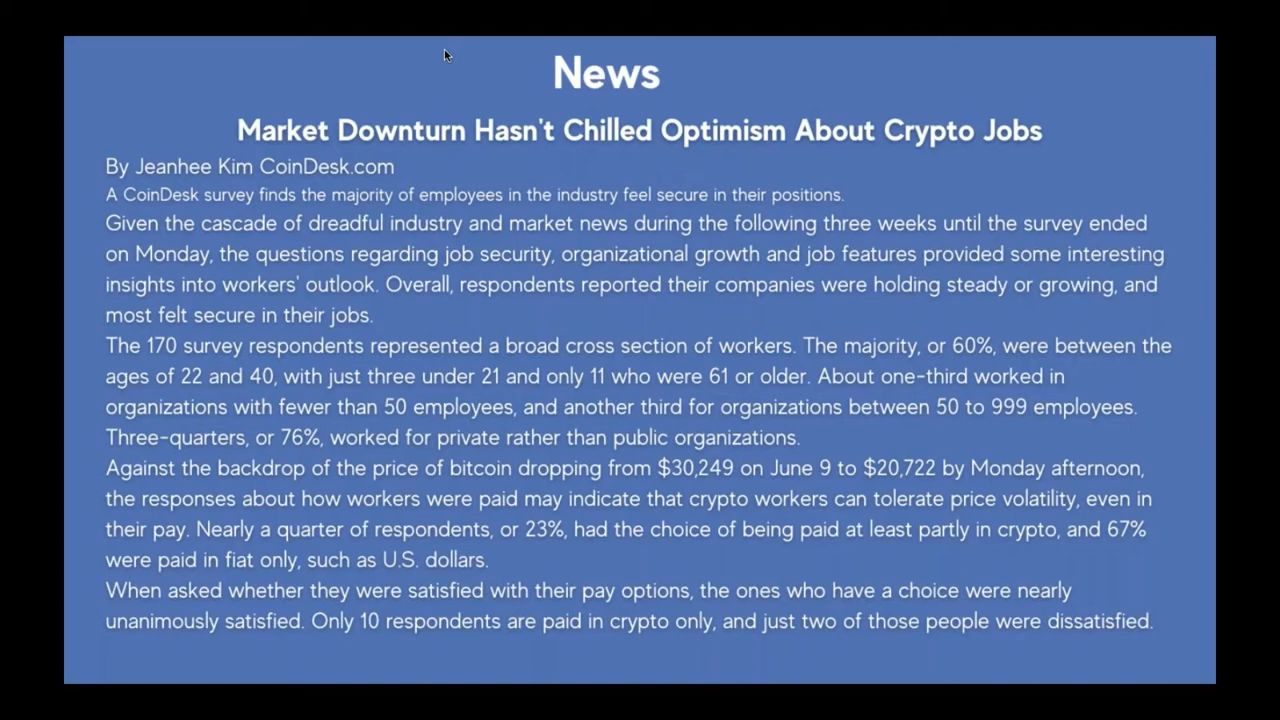 News
Market Downturn Hasn't Chilled Optimism About Crypto Jobs
By Jeanhee Kim CoinDesk.com
A CoinDesk survey finds the majority of employees in the industry feel secure in their positions.
Given the cascade of dreadful industry and market news during the following three weeks until the survey ended
on Monday, the questions regarding job security, organizational growth and job features provided some interesting
insights into workers' outlook. Overall, respondents reported their companies were holding steady or growing, and
most felt secure in their jobs.
The 170 survey respondents represented a broad cross section of workers. The majority, or 60%, were between the
ages of 22 and 40, with just three under 21 and only 11 who were 61 or older. About one-third worked in
organizations with fewer than 50 employees, and another third for organizations between 50 to 999 employees.
Three-quarters, or 76%, worked for private rather than public organizations.
Against the backdrop of the price of bitcoin dropping from $30,249 on June 9 to $20,722 by Monday afternoon,
the responses about how workers were paid may indicate that crypto workers can tolerate price volatility, even in
their pay. Nearly a quarter of respondents, or 23%, had the choice of being paid at least partly in crypto, and 67%
were paid in fiat only, such as U.S. dollars.
When asked whether they were satisfied with their pay options, the ones who have a choice were nearly
unanimously satisfied. Only 10 respondents are paid in crypto only, and just two of those people were dissatisfied.